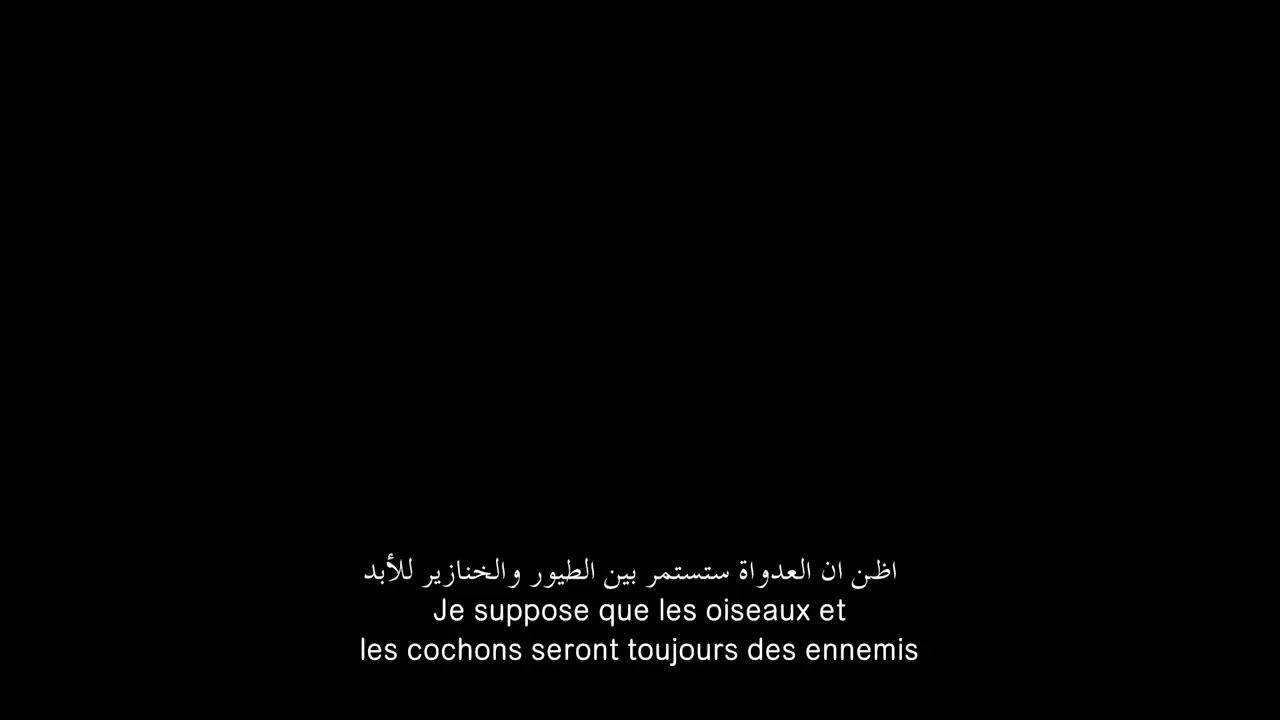 اظن ان العدواة ستستمر بين الطيور والخنازير للأبد
Je suppose que les oiseaux et
les cochons seront toujours des ennemis